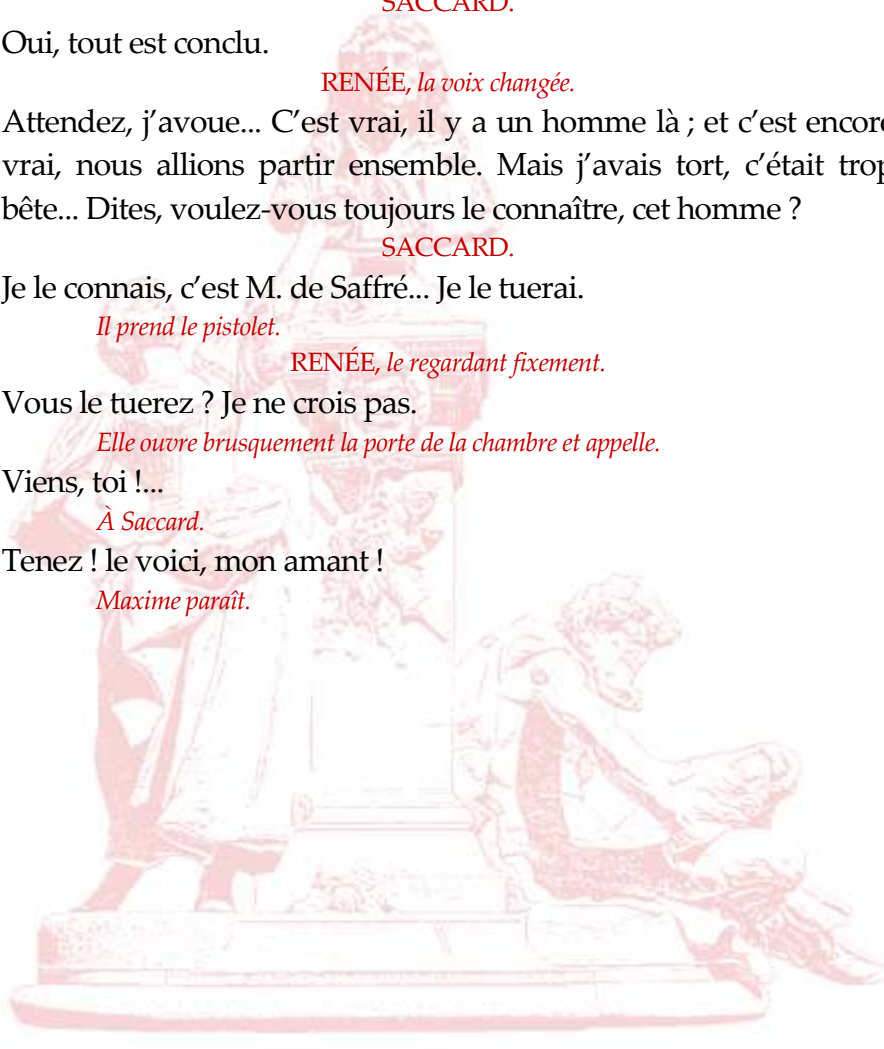 SACCARD.
Oui, tout est conclu.
RENÉE, la voix changée.
Attendez, j’avoue... C’est vrai, il y a un homme là ; et c’est encore
vrai, nous allions partir ensemble. Mais j’avais tort, c’était trop
bête... Dites, voulez-vous toujours le connaître, cet homme ?
SACCARD.
Je le connais, c’est M. de Saffré... Je le tuerai.
Il prend le pistolet.
RENÉE, le regardant fixement.
Vous le tuerez ? Je ne crois pas.
Elle ouvre brusquement la porte de la chambre et appelle.
Viens, toi !...
À Saccard.
Tenez ! le voici, mon amant !
Maxime paraît.